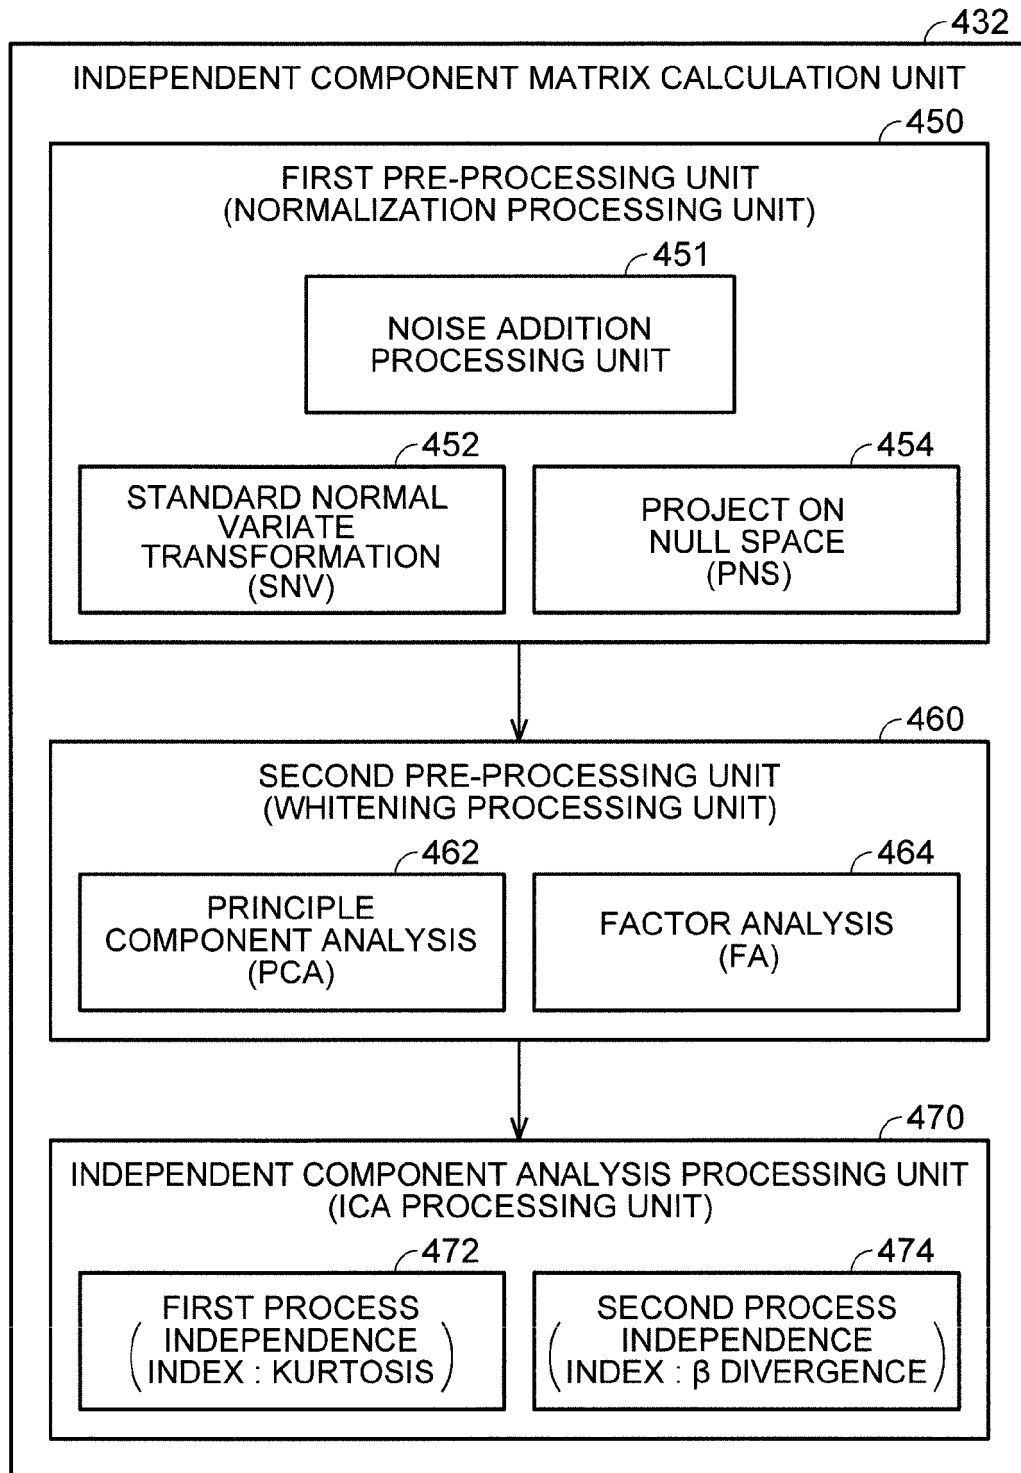 432
INDEPENDENT COMPONENT MATRIX CALCULATION UNIT
450
FIRST PRE-PROCESSING UNIT
(NORMALIZATION PROCESSING UNIT)
451
NOISE ADDITION
PROCESSING UNIT
452
STANDARD NORMAL
VARIATE
TRANSFORMATION
(SNV)
454
PROJECT ON
NULL SPACE
(PNS)
460
SECOND PRE-PROCESSING UNIT
(WHITENING PROCESSING UNIT)
462
PRINCIPLE
COMPONENT ANALYSIS
(PCA)
464
FACTOR ANALYSIS
(FA)
470
INDEPENDENT COMPONENT ANALYSIS PROCESSING UNIT
(ICA PROCESSING UNIT)
472
FIRST PROCESS
(INDEPENDENCE
INDEX : KURTOSIS)
474
SECOND PROCESS
(INDEPENDENCE
INDEX : β DIVERGENCE)